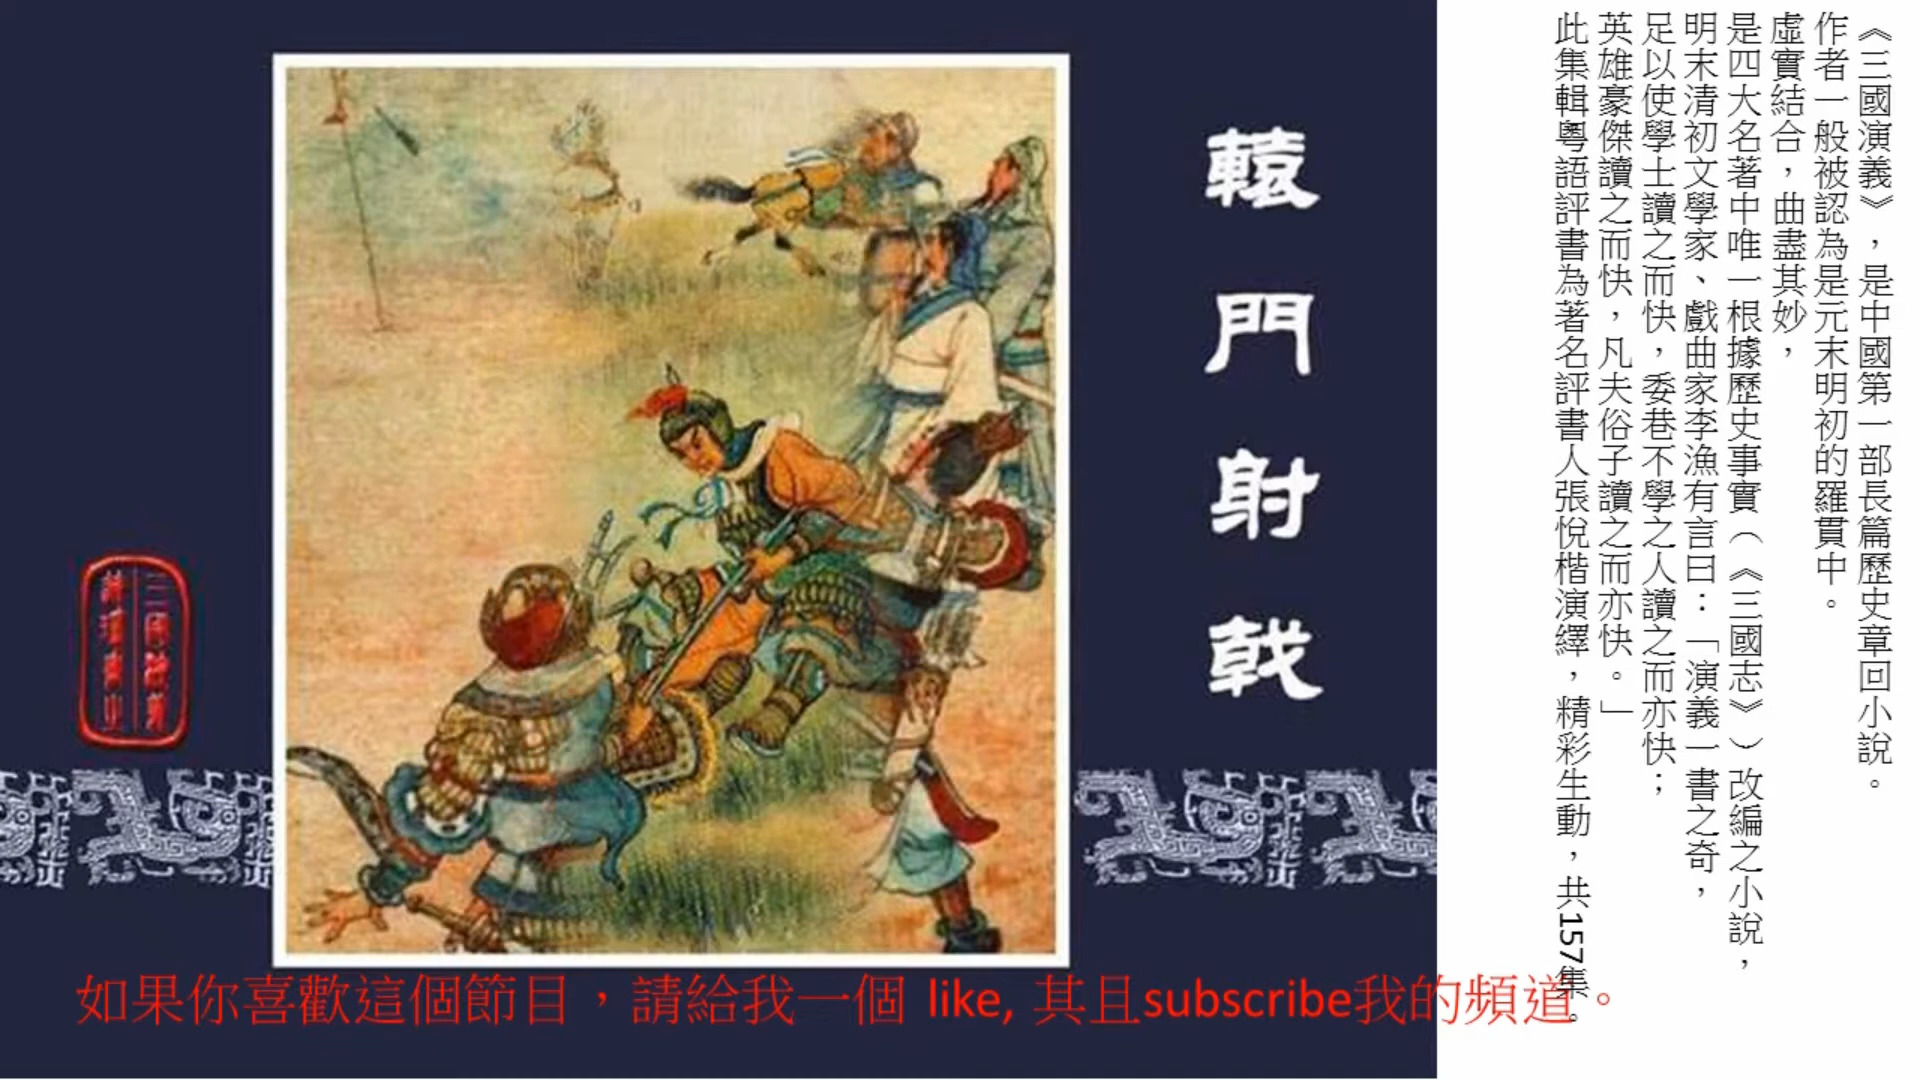 《三國演義》，是中國第一部長篇歷史章回小說。
作者一般被認為是元末明初的羅貫中。
虛實結合，曲盡其妙，
是四大名著中唯一根據歷史事實（《三國志》）改編之小說，
明末清初文學家、戲曲家李漁有言曰：「演義一書之奇，
足以使學士讀之而快，委巷不學之人讀之而亦快；
英雄豪傑讀之而快，凡夫俗子讀之而亦快。」
此集輯粵語評書為著名評書人張悅楷演繹，精彩生動，共157集。
轅門射戟
如果你喜歡這個節目，請給我一個 like, 其且subscribe我的頻道。